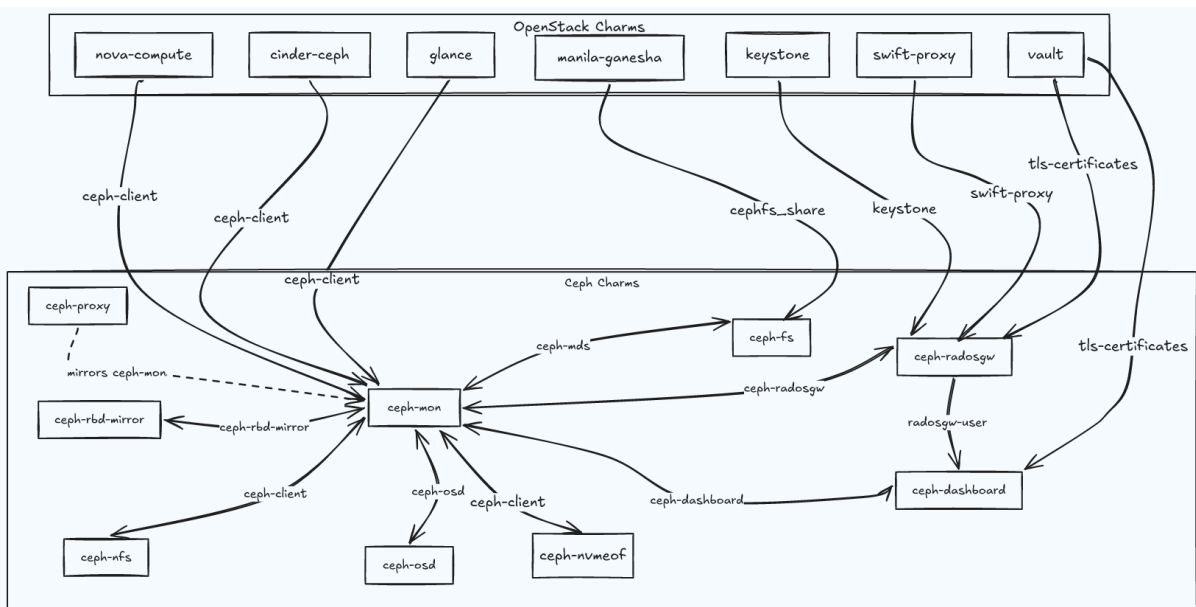 OpenStack Charms
nova-compute
cinder-ceph
glance
manila-ganesha
keystone
swift-proxy
vault
tls-certificates
ceph-client
swift-proxy
ceph-client
cephfs_share
keystone
ceph-client
Ceph Charms
ceph-proxy
ceph-fs
ceph-mds
tls-certificates
ceph-radosgw
mirrors ceph-mon
ceph-radosgw
ceph-mon
ceph-rbd-mirror
ceph-rbd-mirror
radosgw-user
ceph-client
ceph-osd
ceph-client
ceph-dashboard
ceph-dashboard
ceph-nfs
ceph-osd
ceph-nvmeof